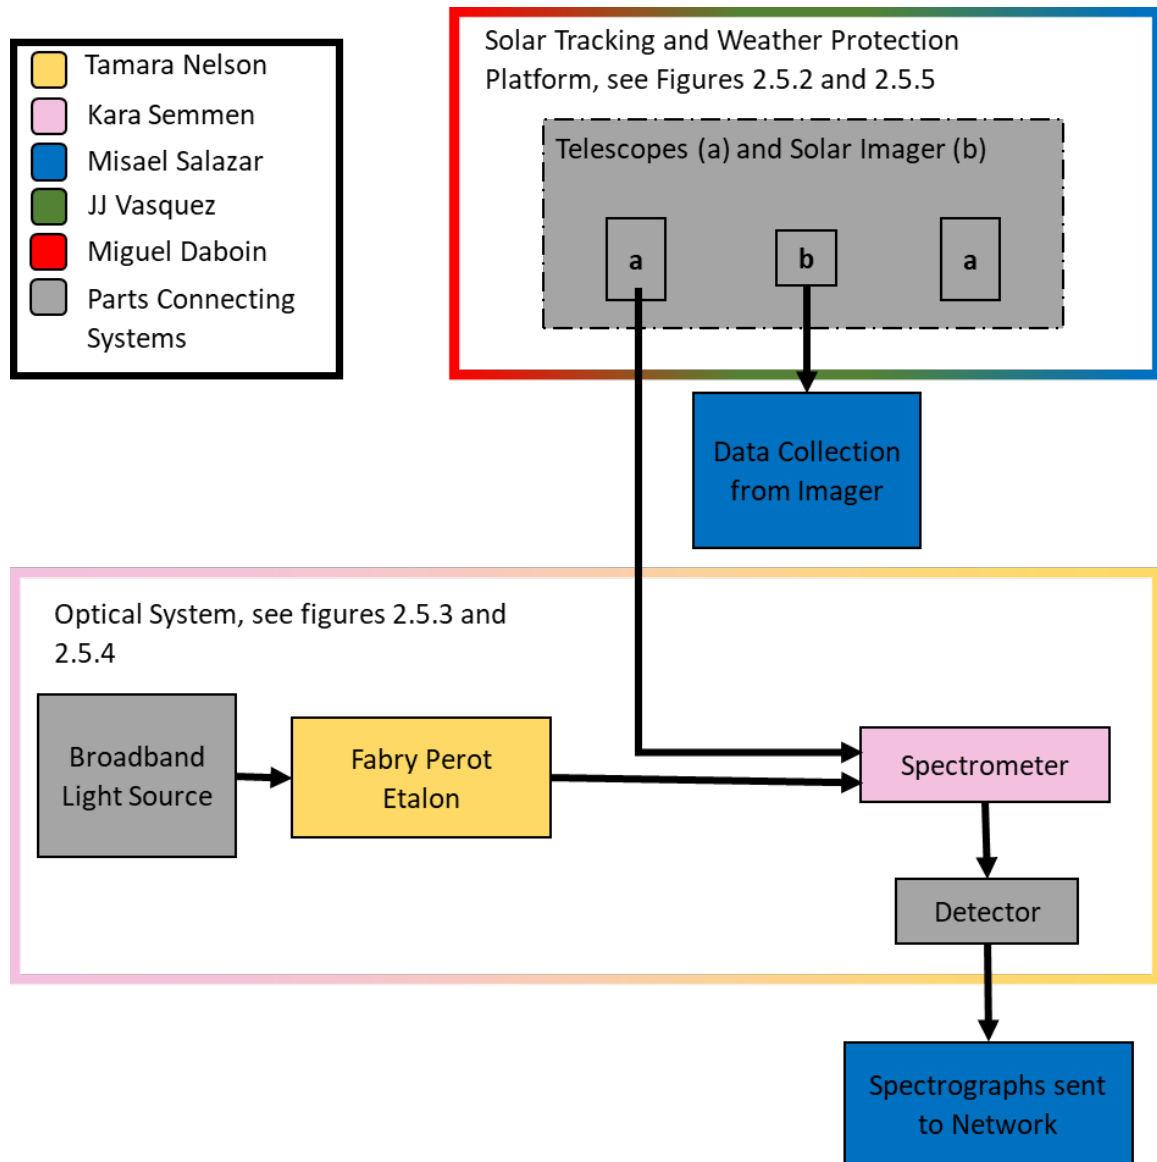 Tamara Nelson
Kara Semmen
Misael Salazar
JJ Vasquez
Miguel Daboin
Parts Connecting
Systems
Solar Tracking and Weather Protection
Platform, see Figures 2.5.2 and 2.5.5
Telescopes (a) and Solar Imager (b)
a
b
a
Data Collection
from Imager
Optical System, see figures 2.5.3 and
2.5.4
Broadband
Light Source
Fabry Perot
Etalon
Spectrometer
Detector
Spectrographs sent
to Network